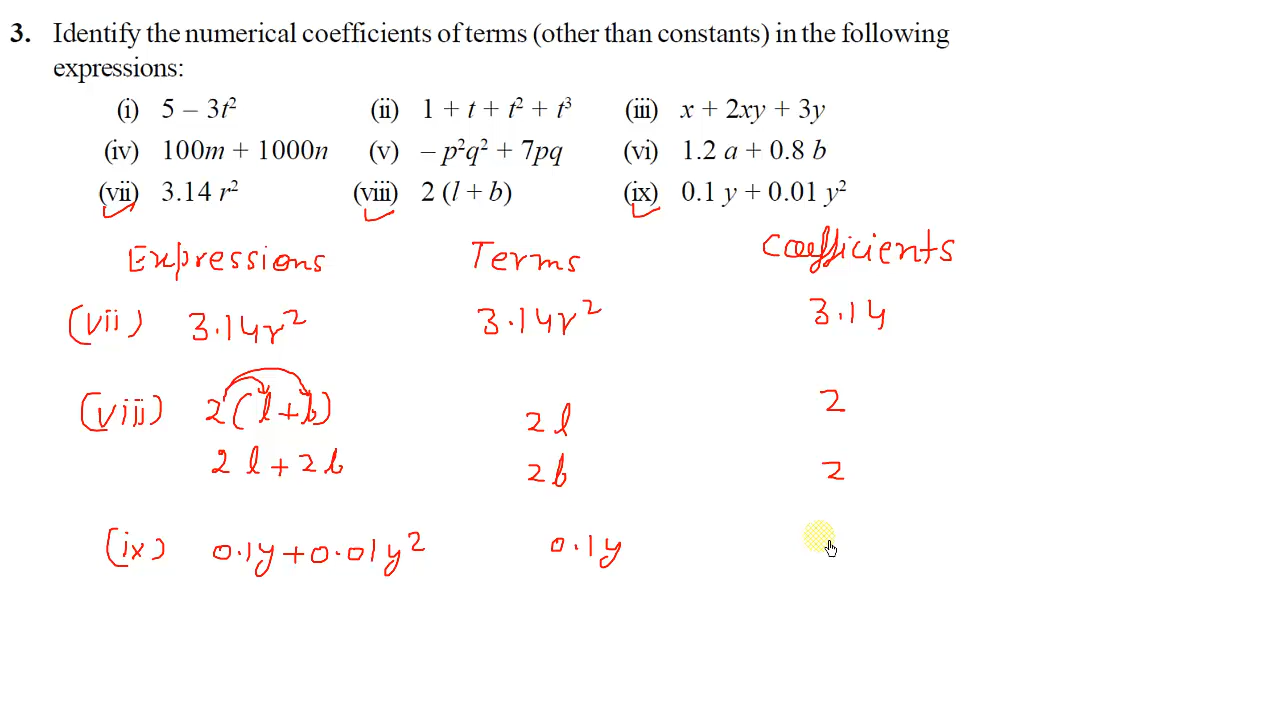 3. Identify the numerical coefficients of terms (other than constants) in the following
expressions:
(i) 5 – 3t² (ii) 1 + t + t² + t³ (iii) x + 2xy + 3y
(iv) 100m + 1000n (v) – p²q² + 7pq (vi) 1.2 a + 0.8 b
(vii) 3.14 r² (viii) 2 (l + b) (ix) 0.1 y + 0.01 y²
Expressions Terms Coefficients
(vii) 3.14r² 3.14r² 3.14
(viii) 2(l+b) 2l 2
2l+2b 2b 2
(ix) 0.1y+0.01y² 0.1y